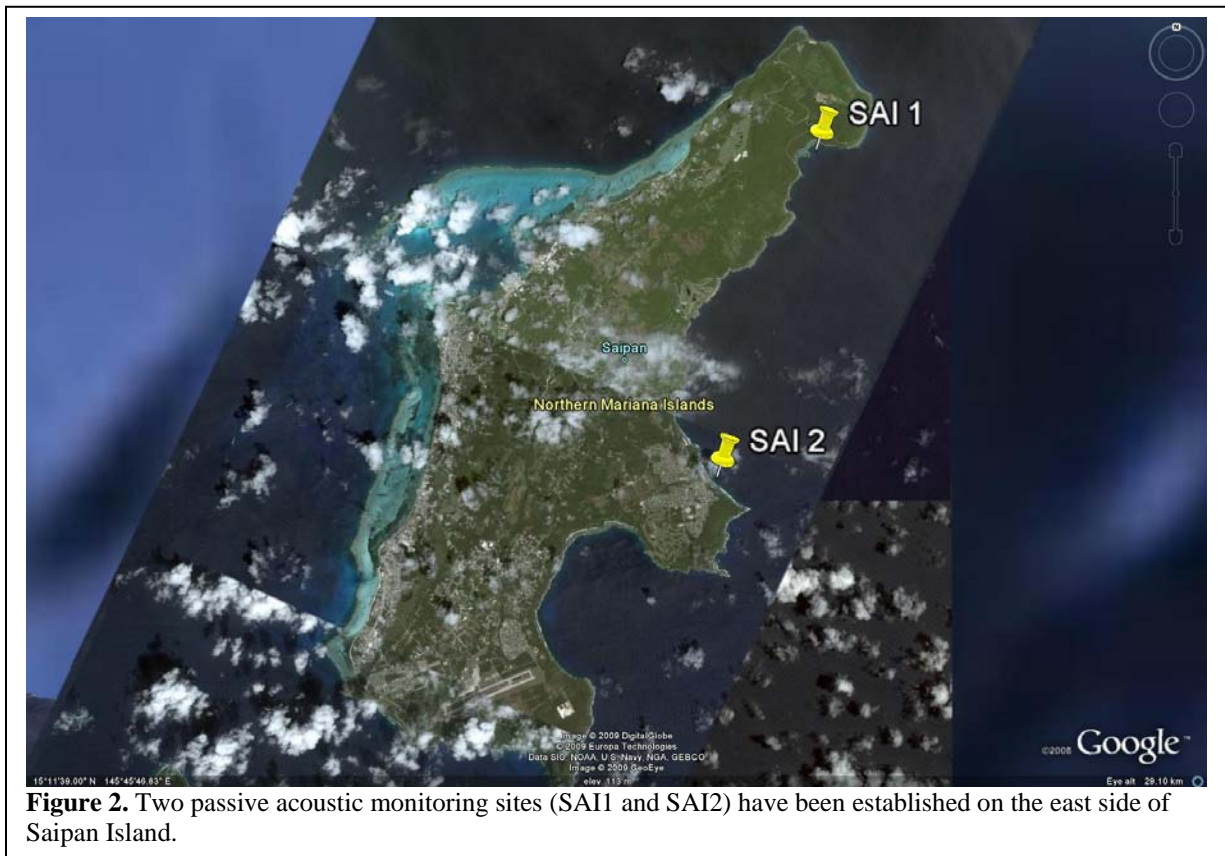 N
SAI 1
Saipan
Northern Mariana Islands
SAI 2
Image © 2009 DigitalGlobe
© 2009 Europa Technologies
Data SIO, NOAA, U.S. Navy, NGA, GEBCO
Image © 2009 GeoEye
©2008 Google™
15°11'39.00" N 145°45'46.83" E
elev 113 m
Eye alt 29.10 km
Figure 2. Two passive acoustic monitoring sites (SAI1 and SAI2) have been established on the east side of
Saipan Island.